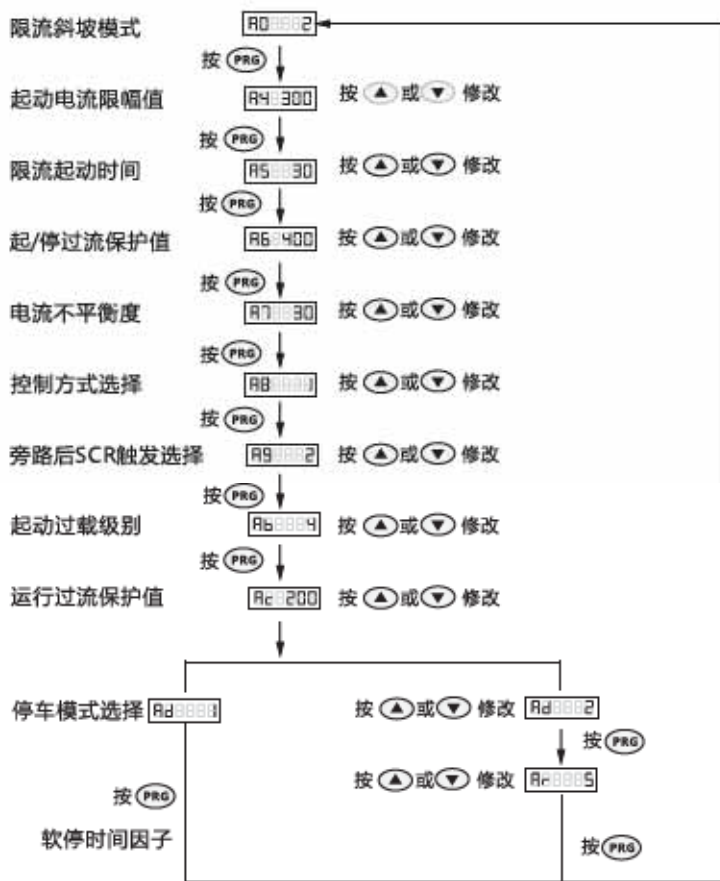 限流斜坡模式 A0 2
按 PRG
起动电流限幅值 A4 300 按 ▲ 或 ▼ 修改
按 PRG
限流起动时间 A5 30 按 ▲ 或 ▼ 修改
按 PRG
起/停过流保护值 A6 400 按 ▲ 或 ▼ 修改
按 PRG
电流不平衡度 A7 30 按 ▲ 或 ▼ 修改
按 PRG
控制方式选择 A8 1 按 ▲ 或 ▼ 修改
按 PRG
旁路后SCR触发选择 A9 2 按 ▲ 或 ▼ 修改
按 PRG
起动过载级别 Ab 4 按 ▲ 或 ▼ 修改
按 PRG
运行过流保护值 Ac 200 按 ▲ 或 ▼ 修改
停车模式选择 Ad 1 按 ▲ 或 ▼ 修改 Ad 2
按 PRG
按 ▲ 或 ▼ 修改 5
按 PRG
软停时间因子 按 PRG